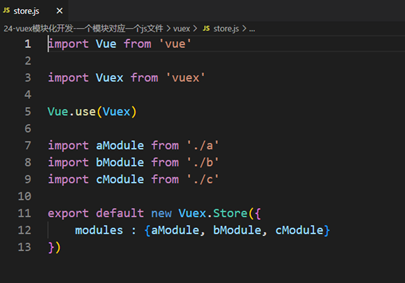 JS store.js ×
24-vuex模块化开发-一个模块对应一个js文件 > vuex > JS store.js > ...
1 import Vue from 'vue'
2
3 import Vuex from 'vuex'
4
5 Vue.use(Vuex)
6
7 import aModule from './a'
8 import bModule from './b'
9 import cModule from './c'
10
11 export default new Vuex.Store({
12     modules : {aModule, bModule, cModule}
13 })